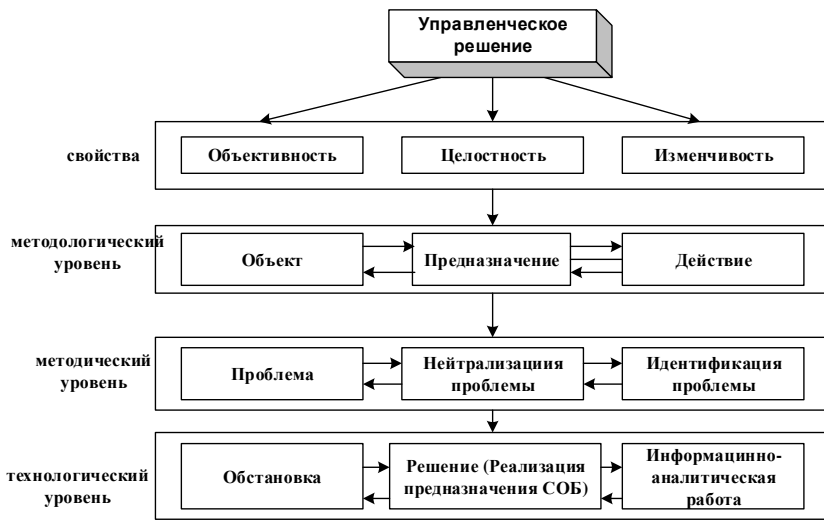 Управленческое
решение
свойства
Объективность
Целостность
Изменчивость
методологический
уровень
Объект
Предназначение
Действие
методический
уровень
Проблема
Нейтрализациия
проблемы
Идентификация
проблемы
технологический
уровень
Обстановка
Решение (Реализация
предназначения СОБ)
Информацинно-
аналитическая
работа